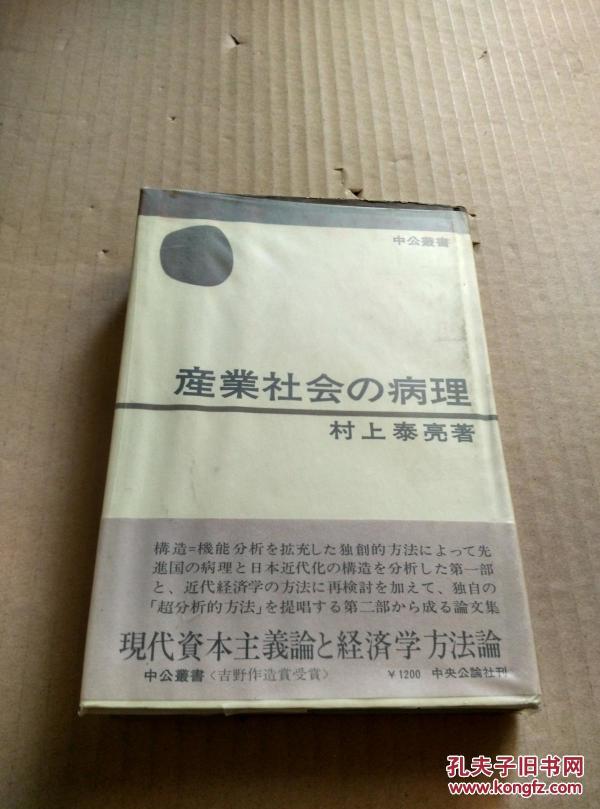 中公叢書
産業社会の病理
村上泰亮著
構造=機能分析を拡充した独創的方法によって先
進国の病理と日本近代化の構造を分析した第一部
と、近代経済学の方法に再検討を加えて、独自の
「超分析的方法」を提唱する第二部から成る論文集
現代資本主義論と経済学方法論
中公叢書〈吉野作造賞受賞〉 ¥1200 中央公論社刊
孔夫子旧书网
www.kongfz.com